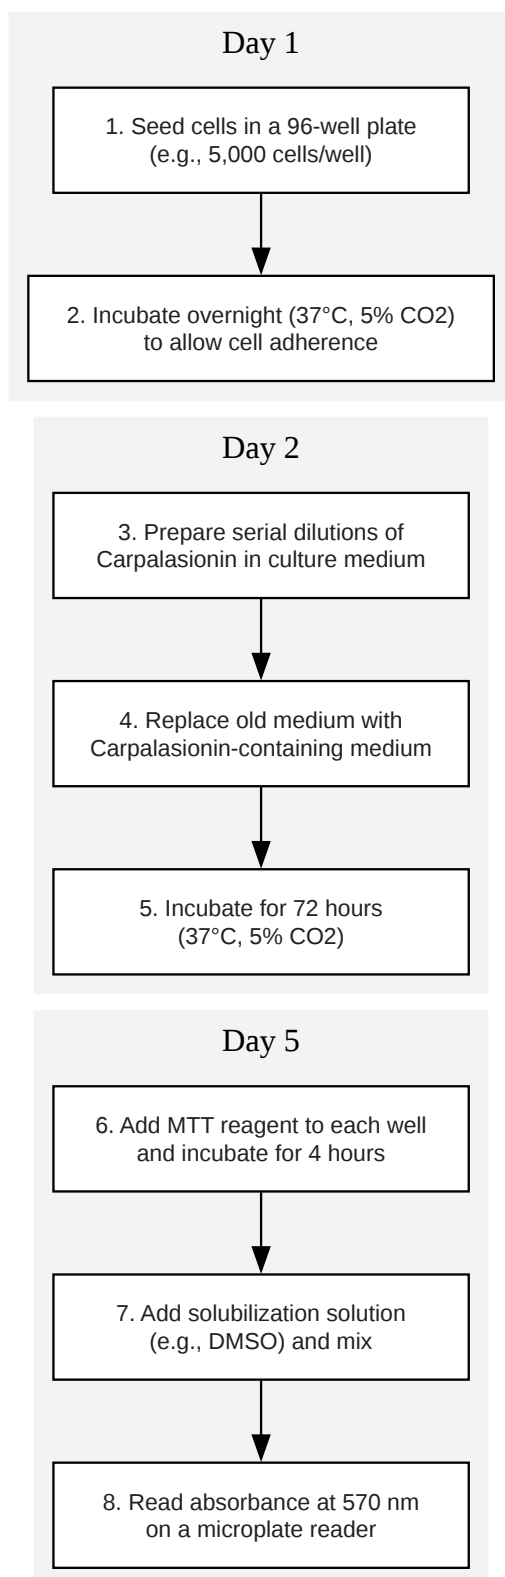 Day 1
1. Seed cells in a 96-well plate
(e.g., 5,000 cells/well)
2. Incubate overnight (37°C, 5% CO2)
to allow cell adherence
Day 2
3. Prepare serial dilutions of
Carpalasionin in culture medium
4. Replace old medium with
Carpalasionin-containing medium
5. Incubate for 72 hours
(37°C, 5% CO2)
Day 5
6. Add MTT reagent to each well
and incubate for 4 hours
7. Add solubilization solution
(e.g., DMSO) and mix
8. Read absorbance at 570 nm
on a microplate reader